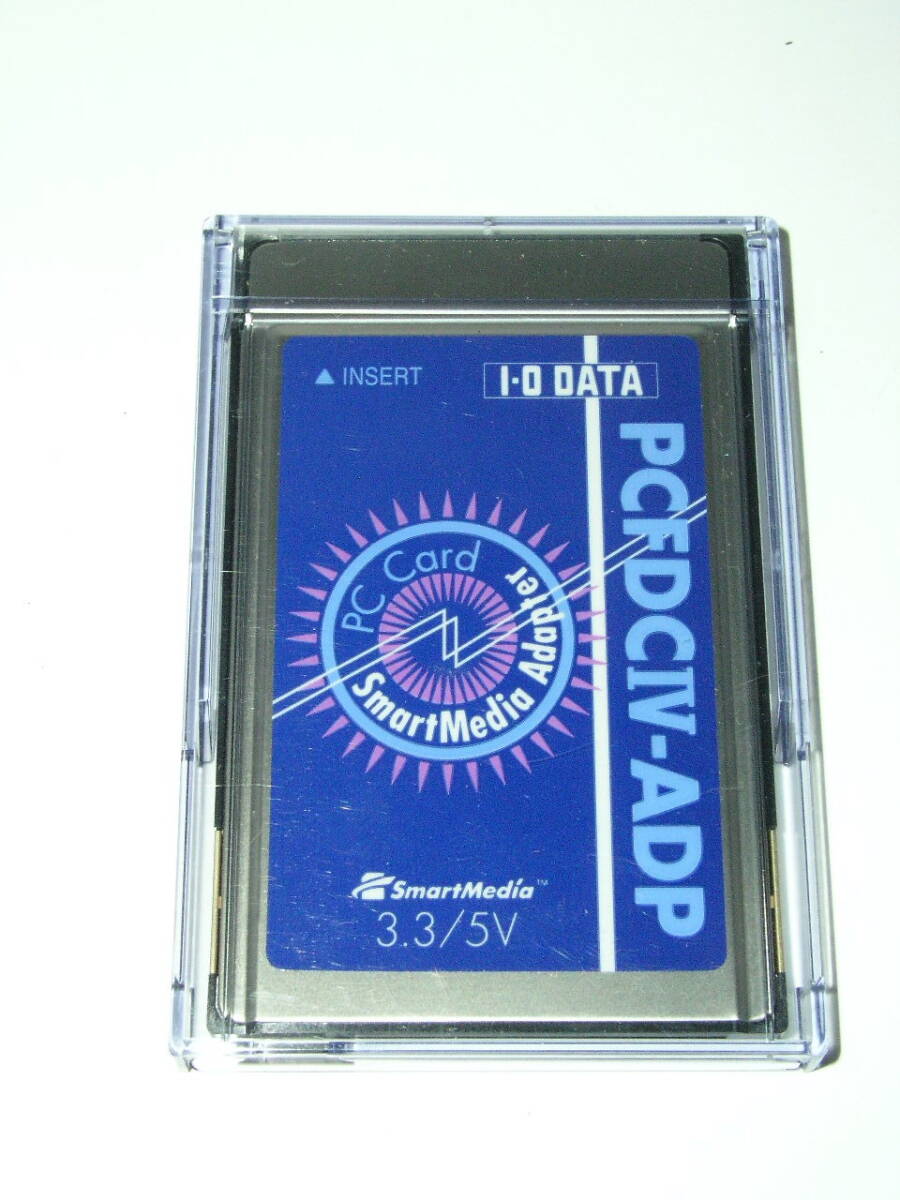 ▲ INSERT
I·O DATA
PCFDCIV-ADP
PC Card
SmartMedia Adapter
SmartMedia™
3.3/5V